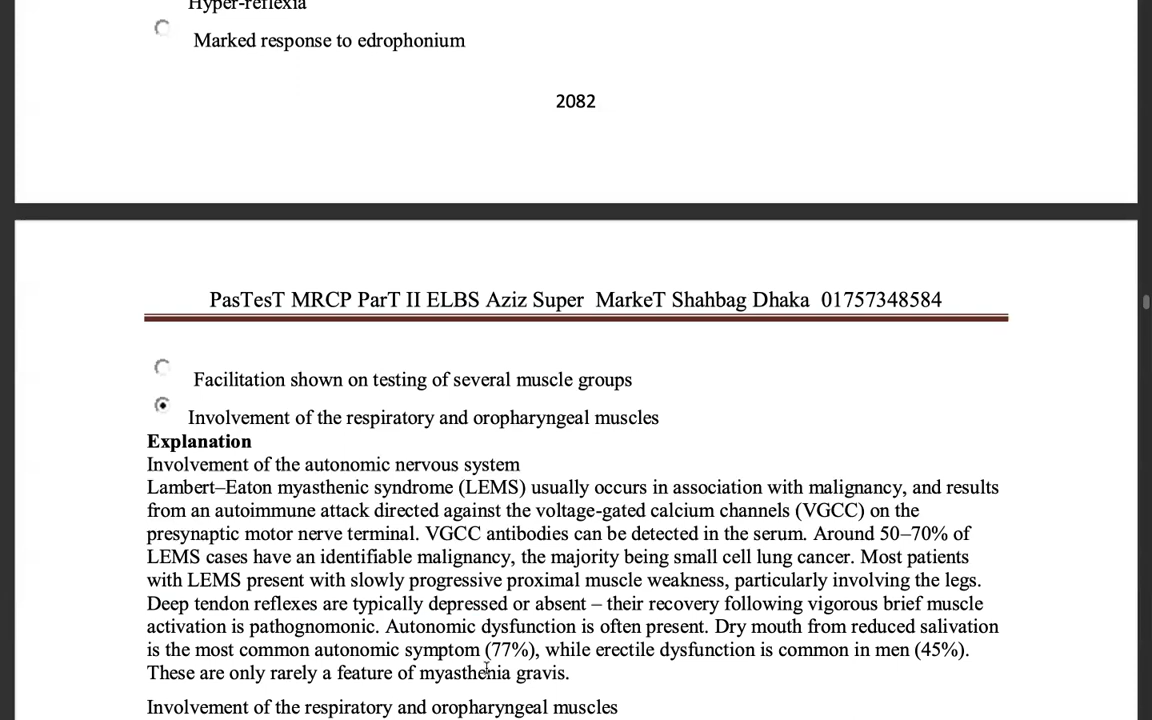 Hyper-reflexia
Marked response to edrophonium
2082
PasTesT MRCP ParT II ELBS Aziz Super MarkeT Shahbag Dhaka 01757348584
Facilitation shown on testing of several muscle groups
Involvement of the respiratory and oropharyngeal muscles
Explanation
Involvement of the autonomic nervous system
Lambert–Eaton myasthenic syndrome (LEMS) usually occurs in association with malignancy, and results
from an autoimmune attack directed against the voltage-gated calcium channels (VGCC) on the
presynaptic motor nerve terminal. VGCC antibodies can be detected in the serum. Around 50–70% of
LEMS cases have an identifiable malignancy, the majority being small cell lung cancer. Most patients
with LEMS present with slowly progressive proximal muscle weakness, particularly involving the legs.
Deep tendon reflexes are typically depressed or absent – their recovery following vigorous brief muscle
activation is pathognomonic. Autonomic dysfunction is often present. Dry mouth from reduced salivation
is the most common autonomic symptom (77%), while erectile dysfunction is common in men (45%).
These are only rarely a feature of myasthenia gravis.
Involvement of the respiratory and oropharyngeal muscles